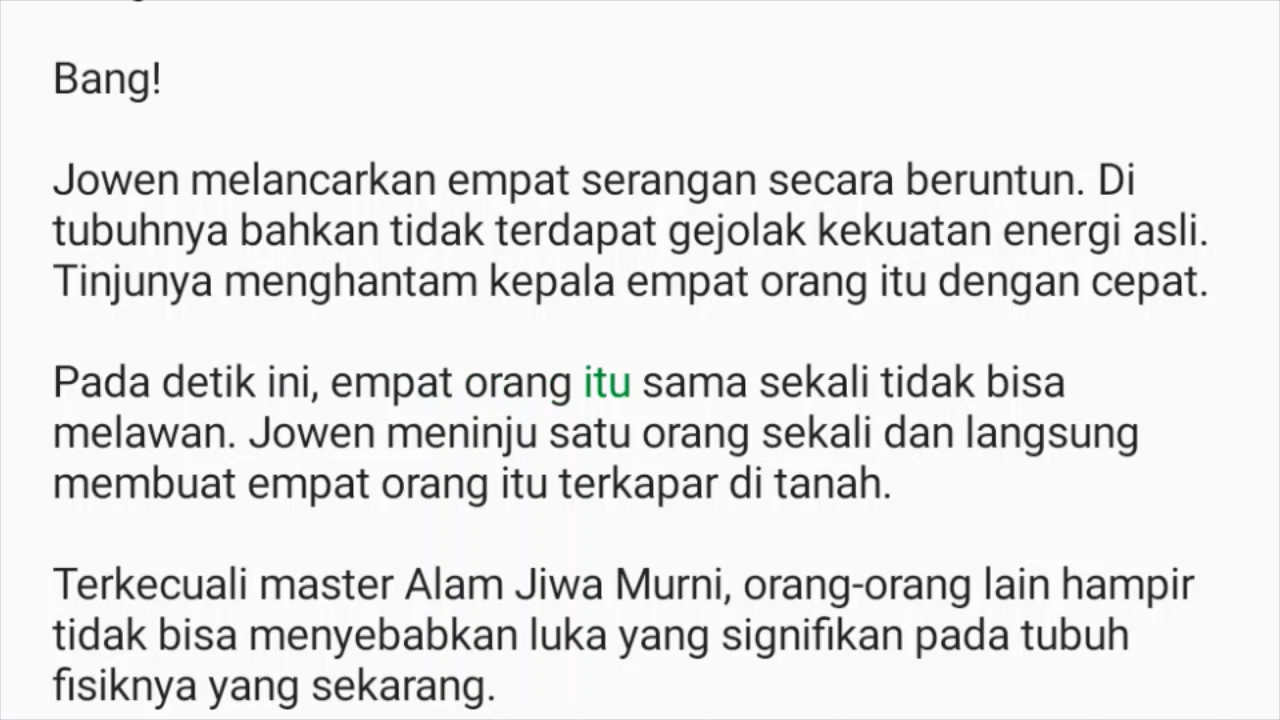 Bang!
Jowen melancarkan empat serangan secara beruntun. Di
tubuhnya bahkan tidak terdapat gejolak kekuatan energi asli.
Tinjunya menghantam kepala empat orang itu dengan cepat.
Pada detik ini, empat orang itu sama sekali tidak bisa
melawan. Jowen meninju satu orang sekali dan langsung
membuat empat orang itu terkapar di tanah.
Terkecuali master Alam Jiwa Murni, orang-orang lain hampir
tidak bisa menyebabkan luka yang signifikan pada tubuh
fisiknya yang sekarang.